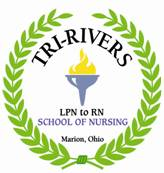 TRI-RIVERS
LPN to RN
SCHOOL OF NURSING
Marion, Ohio